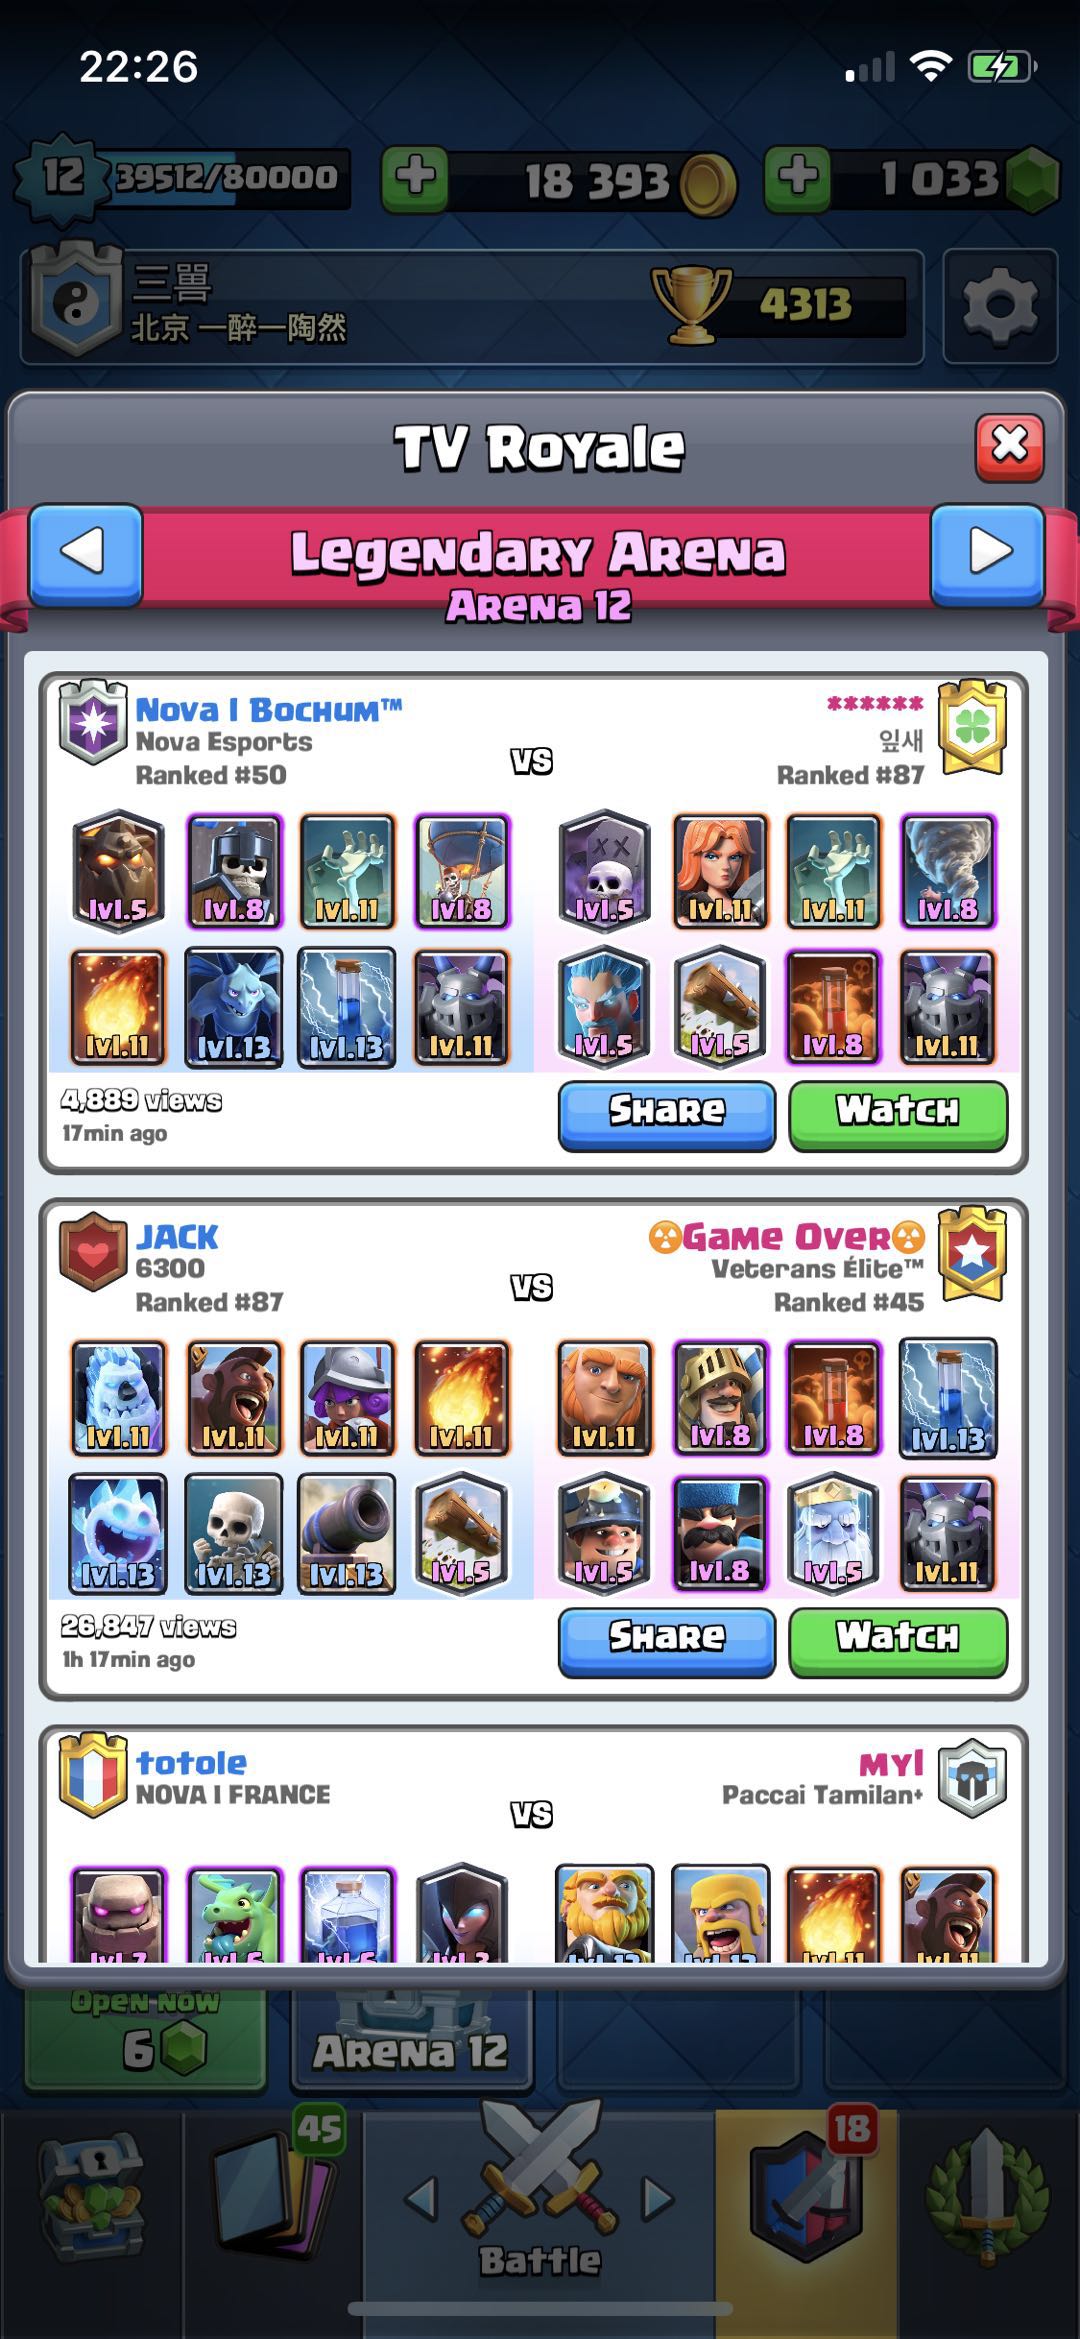 22:26
12 39512/80000 18 393 1 033
三嘼
北京 一醉一陶然
4313
TV Royale
Legendary Arena
Arena 12
Nova I Bochum™
Nova Esports
Ranked #50
vs
******
잎새
Ranked #87
lvl.5 lvl.8 lvl.11 lvl.8 lvl.5 lvl.11 lvl.11 lvl.8
lvl.11 lvl.13 lvl.13 lvl.11 lvl.5 lvl.5 lvl.8 lvl.11
4,889 views
17min ago
Share Watch
JACK
6300
Ranked #87
vs
☢Game Over☢
Veterans Élite™
Ranked #45
lvl.11 lvl.11 lvl.11 lvl.11 lvl.11 lvl.8 lvl.8 lvl.13
lvl.13 lvl.13 lvl.13 lvl.5 lvl.5 lvl.8 lvl.5 lvl.11
26,847 views
1h 17min ago
Share Watch
totole
NOVA I FRANCE
vs
myl
Paccai Tamilan+
Open now
6
Arena 12
45
18
Battle